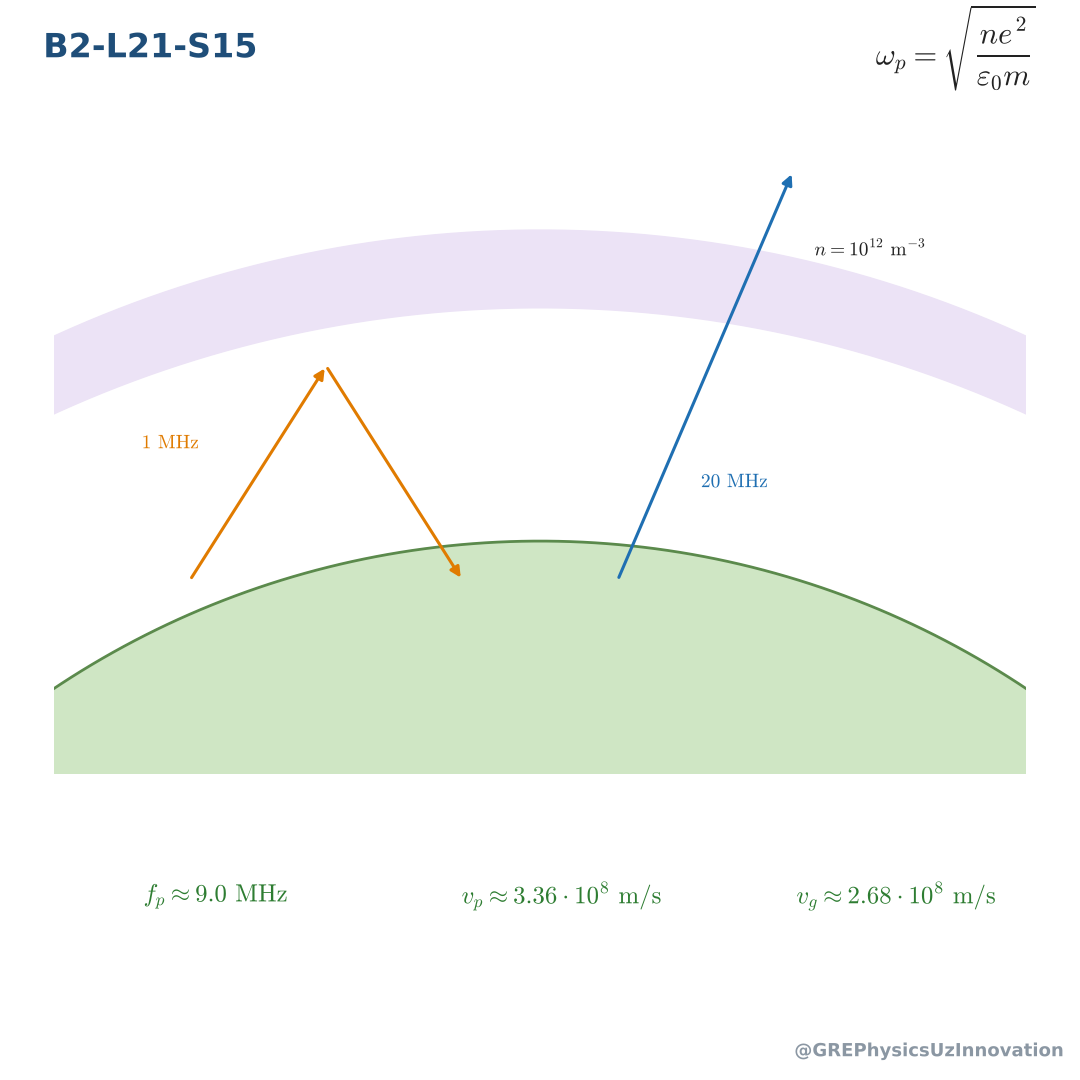 B2-L21-S15
$\omega_p = \sqrt{\dfrac{ne^2}{\varepsilon_0 m}}$
$n = 10^{12}\ \mathrm{m}^{-3}$
1 MHz
20 MHz
$f_p \approx 9.0$ MHz
$v_p \approx 3.36 \cdot 10^8$ m/s
$v_g \approx 2.68 \cdot 10^8$ m/s
@GREPhysicsUzInnovation